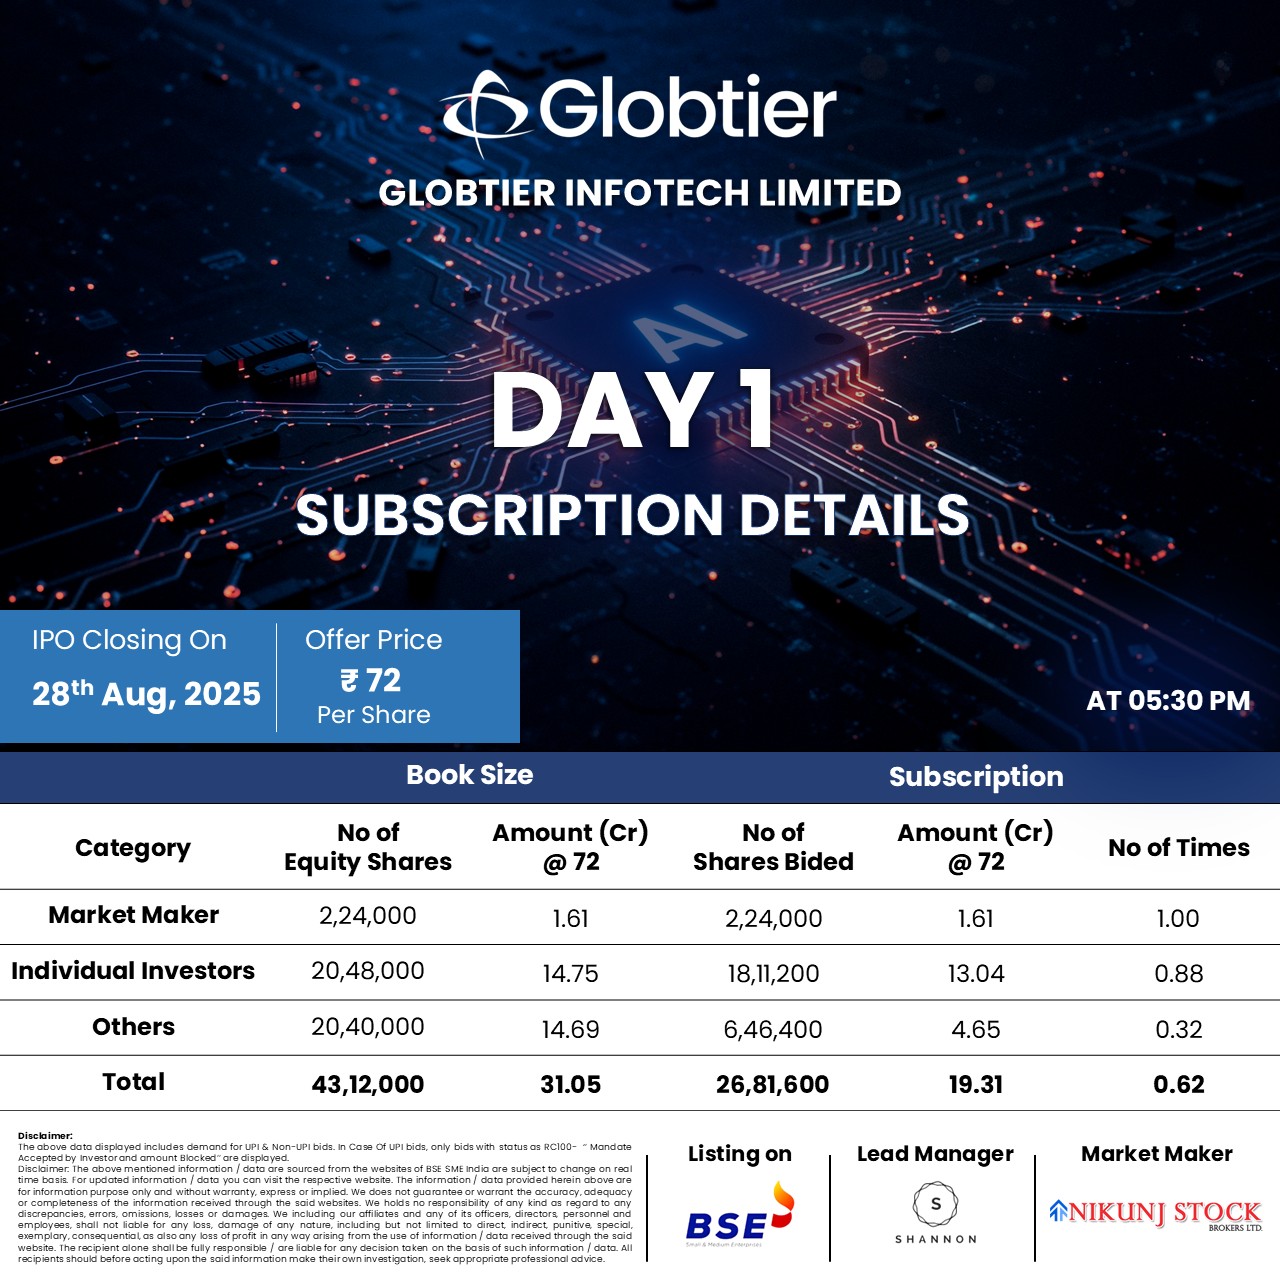 Globtier
GLOBTIER INFOTECH LIMITED
AI
DAY 1
SUBSCRIPTION DETAILS
IPO Closing On
28th Aug, 2025
Offer Price
₹ 72
Per Share
AT 05:30 PM
Book Size Subscription
Category No of Equity Shares Amount (Cr) @ 72 No of Shares Bided Amount (Cr) @ 72 No of Times
Market Maker 2,24,000 1.61 2,24,000 1.61 1.00
Individual Investors 20,48,000 14.75 18,11,200 13.04 0.88
Others 20,40,000 14.69 6,46,400 4.65 0.32
Total 43,12,000 31.05 26,81,600 19.31 0.62
Disclaimer:
The above data displayed includes demand for UPI & Non-UPI bids. In Case Of UPI bids, only bids with status as RC100- " Mandate
Accepted by Investor and amount Blocked" are displayed.
Disclaimer: The above mentioned information / data are sourced from the websites of BSE SME India are subject to change on real
time basis. For updated information / data you can visit the respective website. The information / data provided herein above are
for information purpose only and without warranty, express or implied. We does not guarantee or warrant the accuracy, adequacy
or completeness of the information received through the said websites. We holds no responsibility of any kind as regard to any
discrepancies, errors, omissions, losses or damages. We including our affiliates and any of its officers, directors, personnel and
employees, shall not liable for any loss, damage of any nature, including but not limited to direct, indirect, punitive, special,
exemplary, consequential, as also any loss of profit in any way arising from the use of information / data received through the said
website. The recipient alone shall be fully responsible / are liable for any decision taken on the basis of such information / data. All
recipients should before acting upon the said information make their own investigation, seek appropriate professional advice.
Listing on
BSE
Small & Medium Enterprises
Lead Manager
S
SHANNON
Market Maker
NIKUNJ STOCK
BROKERS LTD.